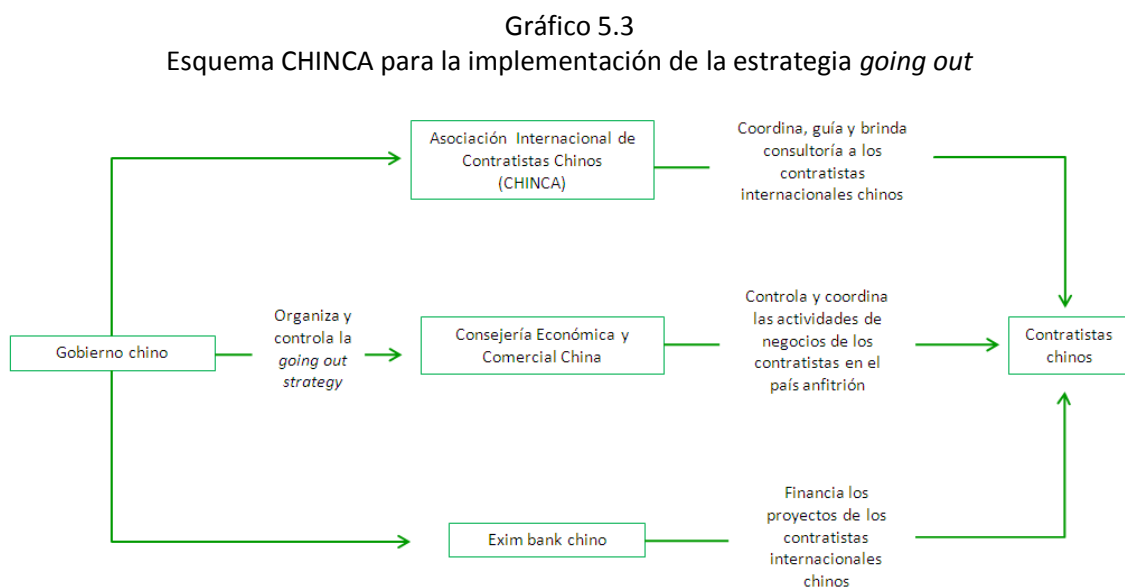 Gráfico 5.3
Esquema CHINCA para la implementación de la estrategia going out
Asociación Internacional de
Contratistas Chinos
(CHINCA)
Coordina, guía y brinda
consultoría a los
contratistas
internacionales chinos
Gobierno chino
Organiza y
controla la
going out
strategy
Consejería Económica y
Comercial China
Controla y coordina
las actividades de
negocios de los
contratistas en el
país anfitrión
Contratistas
chinos
Exim bank chino
Financia los
proyectos de los
contratistas
internacionales
chinos